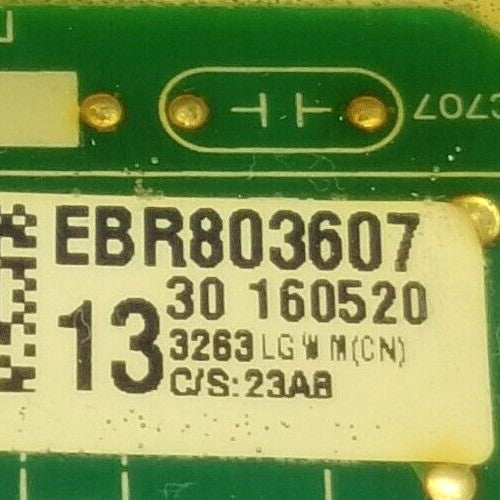 C707
EBR803607
13
30 160520
3263 LG W M(CN)
C/S:23AB